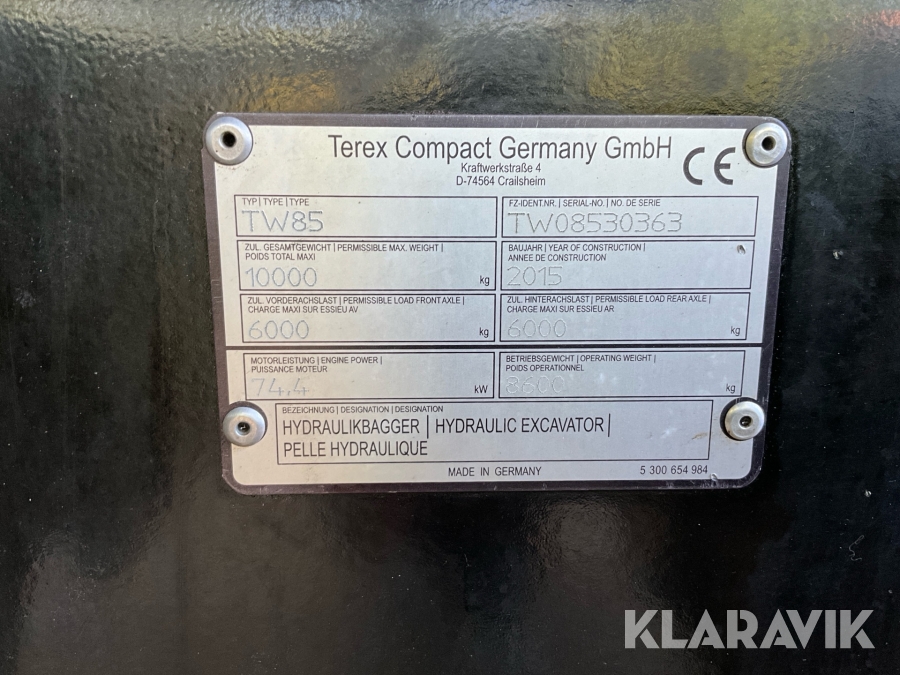 Terex Compact Germany GmbH
CE
Kraftwerkstraße 4
D-74564 Crailsheim
TYP | TYPE | TYPE
TW85
FZ-IDENT.NR. | SERIAL-NO. | NO. DE SERIE
TW08530363
ZUL. GESAMTGEWICHT | PERMISSIBLE MAX. WEIGHT |
POIDS TOTAL MAXI
10000 kg
BAUJAHR | YEAR OF CONSTRUCTION |
ANNEE DE CONSTRUCTION
2015
ZUL. VORDERACHSLAST | PERMISSIBLE LOAD FRONT AXLE |
CHARGE MAXI SUR ESSIEU AV
6000 kg
ZUL. HINTERACHSLAST | PERMISSIBLE LOAD REAR AXLE |
CHARGE MAXI SUR ESSIEU AR
6000 kg
MOTORLEISTUNG | ENGINE POWER |
PUISSANCE MOTEUR
74,4 kW
BETRIEBSGEWICHT | OPERATING WEIGHT |
POIDS OPERATIONNEL
8600 kg
BEZEICHNUNG | DESIGNATION | DESIGNATION
HYDRAULIKBAGGER | HYDRAULIC EXCAVATOR |
PELLE HYDRAULIQUE
MADE IN GERMANY 5 300 654 984
KLARAVIK